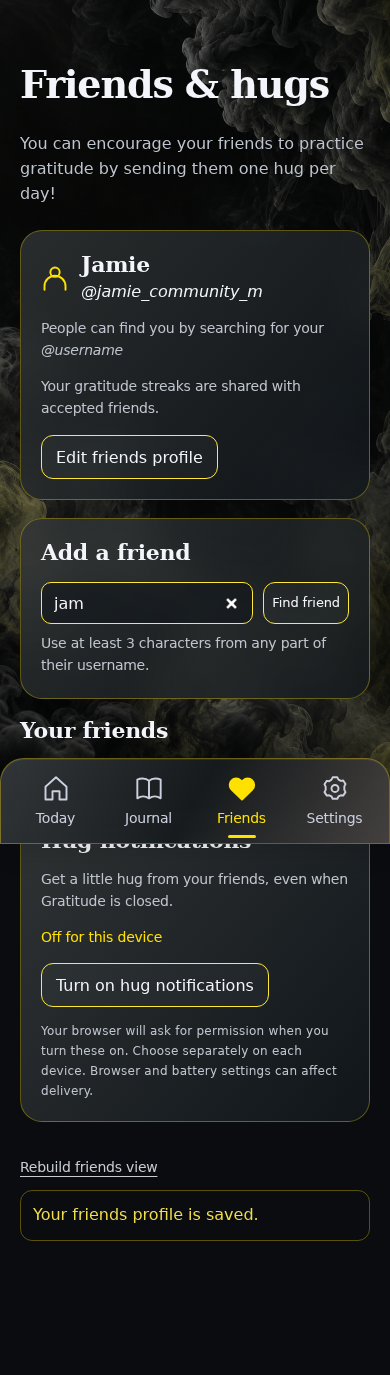 Friends & hugs
You can encourage your friends to practice
gratitude by sending them one hug per
day!
Jamie
@jamie_community_m
People can find you by searching for your
@username
Your gratitude streaks are shared with
accepted friends.
Edit friends profile
Add a friend
jam
Find friend
Use at least 3 characters from any part of
their username.
Your friends
Today
Journal
Friends
Settings
Hug notifications
Get a little hug from your friends, even when
Gratitude is closed.
Off for this device
Turn on hug notifications
Your browser will ask for permission when you
turn these on. Choose separately on each
device. Browser and battery settings can affect
delivery.
Rebuild friends view
Your friends profile is saved.